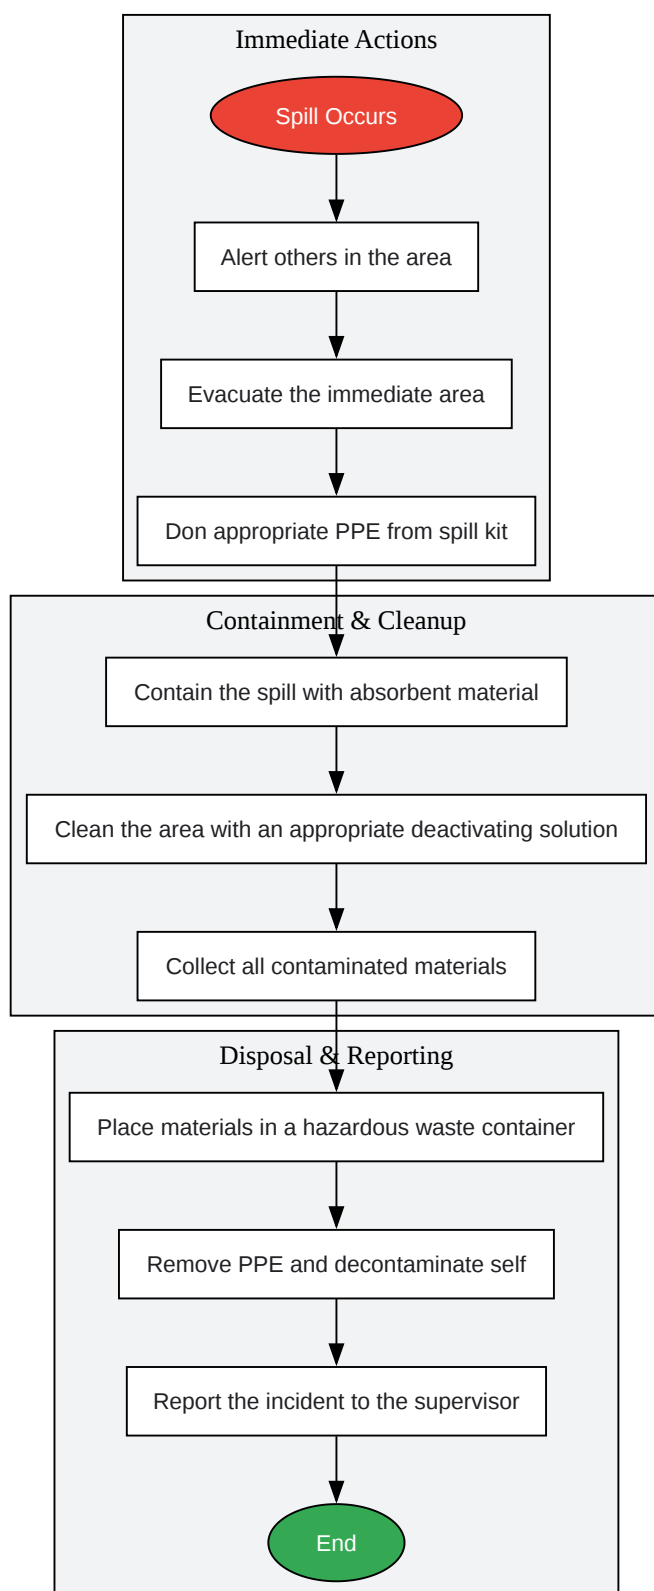 Immediate Actions
Spill Occurs
Alert others in the area
Evacuate the immediate area
Don appropriate PPE from spill kit
Containment & Cleanup
Contain the spill with absorbent material
Clean the area with an appropriate deactivating solution
Collect all contaminated materials
Disposal & Reporting
Place materials in a hazardous waste container
Remove PPE and decontaminate self
Report the incident to the supervisor
End